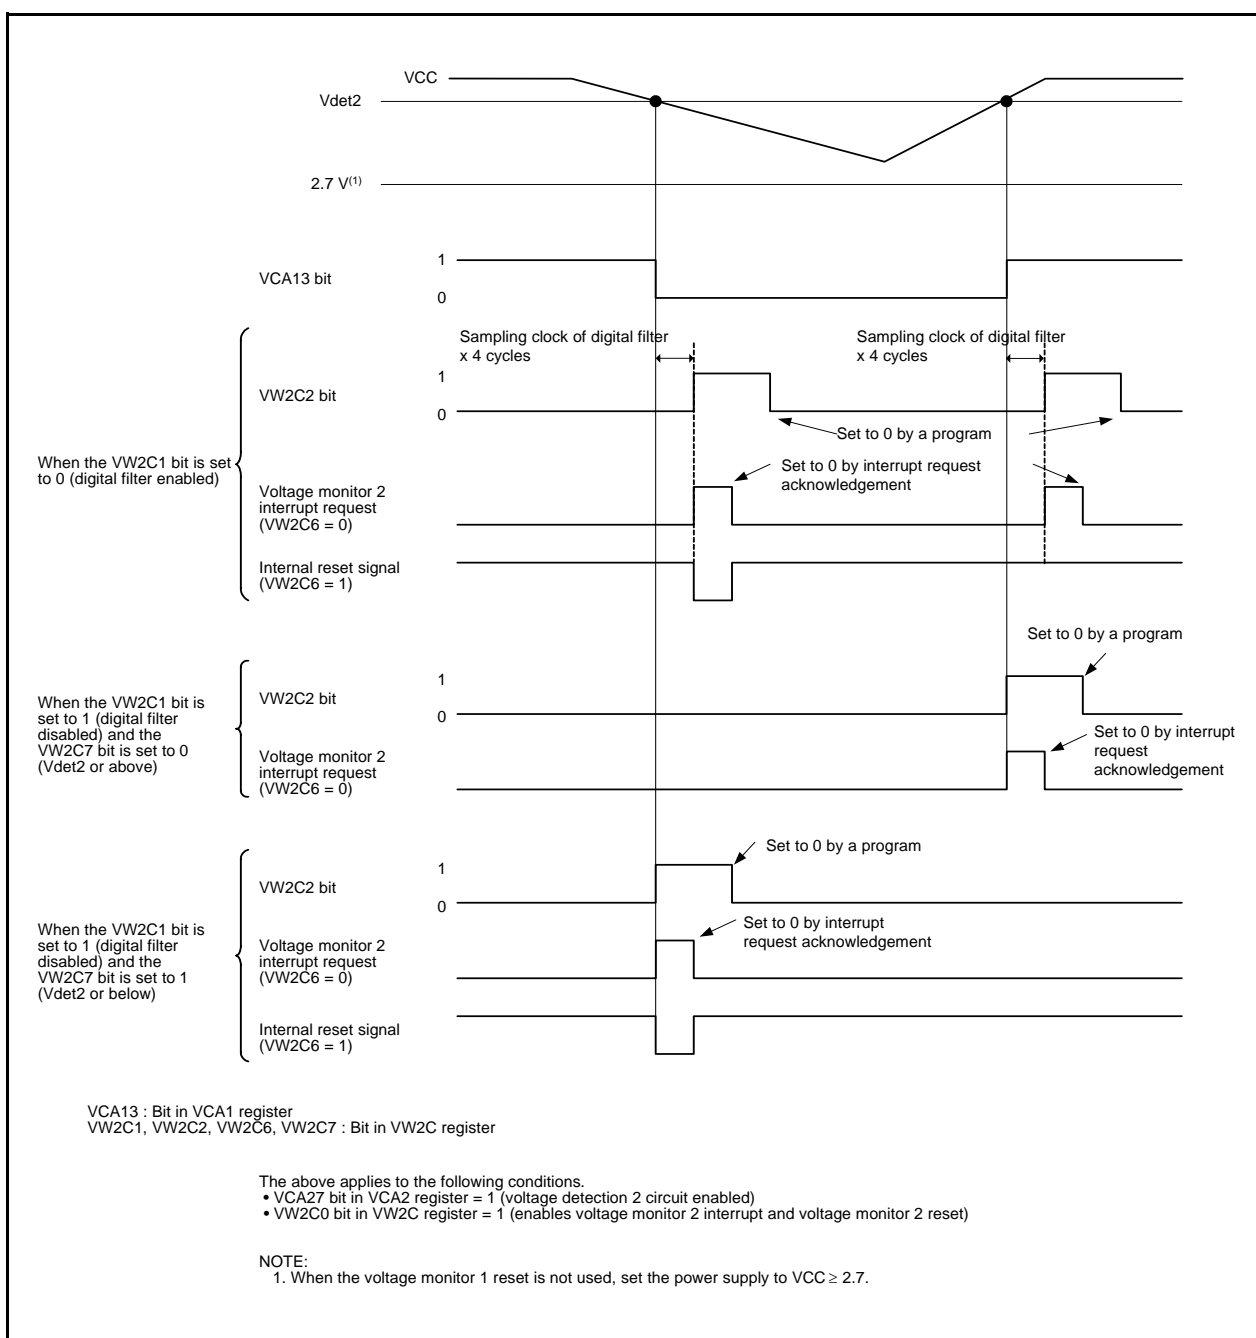 VCC
Vdet2
2.7 V(1)
1
VCA13 bit
0
Sampling clock of digital filter
x 4 cycles
Sampling clock of digital filter
x 4 cycles
1
VW2C2 bit
0
Set to 0 by a program
When the VW2C1 bit is set
to 0 (digital filter enabled)
Set to 0 by interrupt request
acknowledgement
Voltage monitor 2
interrupt request
(VW2C6 = 0)
Internal reset signal
(VW2C6 = 1)
Set to 0 by a program
When the VW2C1 bit is
set to 1 (digital filter
disabled) and the
VW2C7 bit is set to 0
(Vdet2 or above)
1
VW2C2 bit
0
Set to 0 by interrupt
request
acknowledgement
Voltage monitor 2
interrupt request
(VW2C6 = 0)
Set to 0 by a program
1
VW2C2 bit
0
When the VW2C1 bit is
set to 1 (digital filter
disabled) and the
VW2C7 bit is set to 1
(Vdet2 or below)
Set to 0 by interrupt
request acknowledgement
Voltage monitor 2
interrupt request
(VW2C6 = 0)
Internal reset signal
(VW2C6 = 1)
VCA13 : Bit in VCA1 register
VW2C1, VW2C2, VW2C6, VW2C7 : Bit in VW2C register
The above applies to the following conditions.
• VCA27 bit in VCA2 register = 1 (voltage detection 2 circuit enabled)
• VW2C0 bit in VW2C register = 1 (enables voltage monitor 2 interrupt and voltage monitor 2 reset)
NOTE:
1. When the voltage monitor 1 reset is not used, set the power supply to VCC ≥ 2.7.